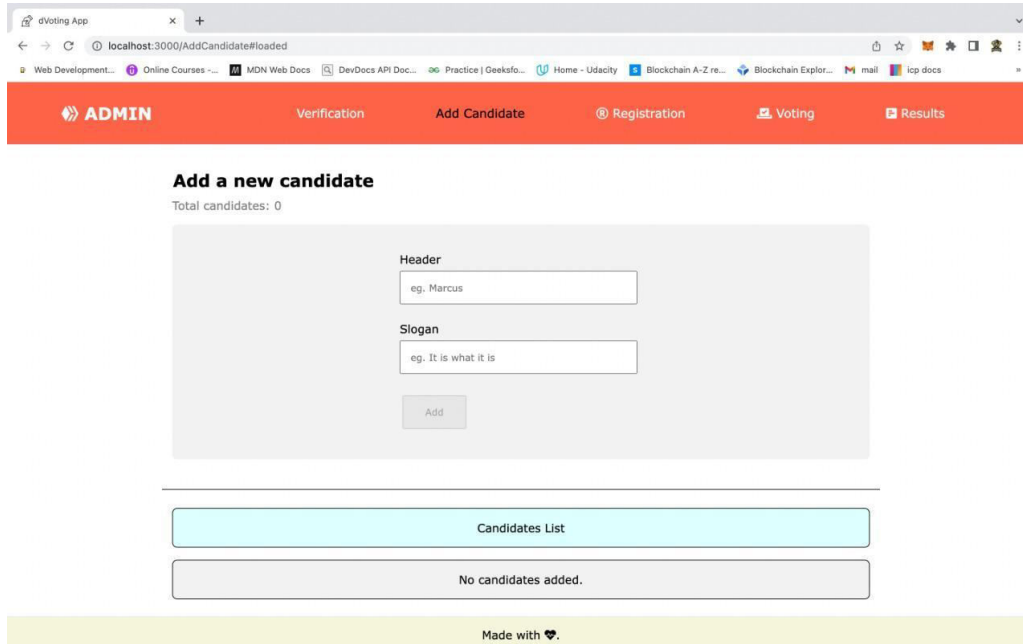 dVoting App
localhost:3000/AddCandidate#loaded
Web Development... Online Courses -... MDN Web Docs DevDocs API Doc... Practice | Geeksfo... Home - Udacity Blockchain A-Z re... Blockchain Explor... mail icp docs
ADMIN Verification Add Candidate Registration Voting Results
Add a new candidate
Total candidates: 0
Header
eg. Marcus
Slogan
eg. It is what it is
Add
Candidates List
No candidates added.
Made with 💖.